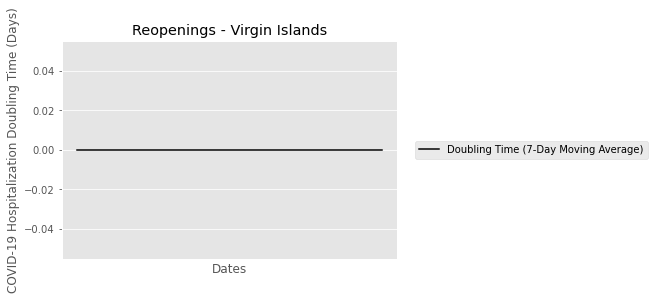 Reopenings - Virgin Islands
COVID-19 Hospitalization Doubling Time (Days)
0.04
0.02
0.00
−0.02
−0.04
Dates
Doubling Time (7-Day Moving Average)